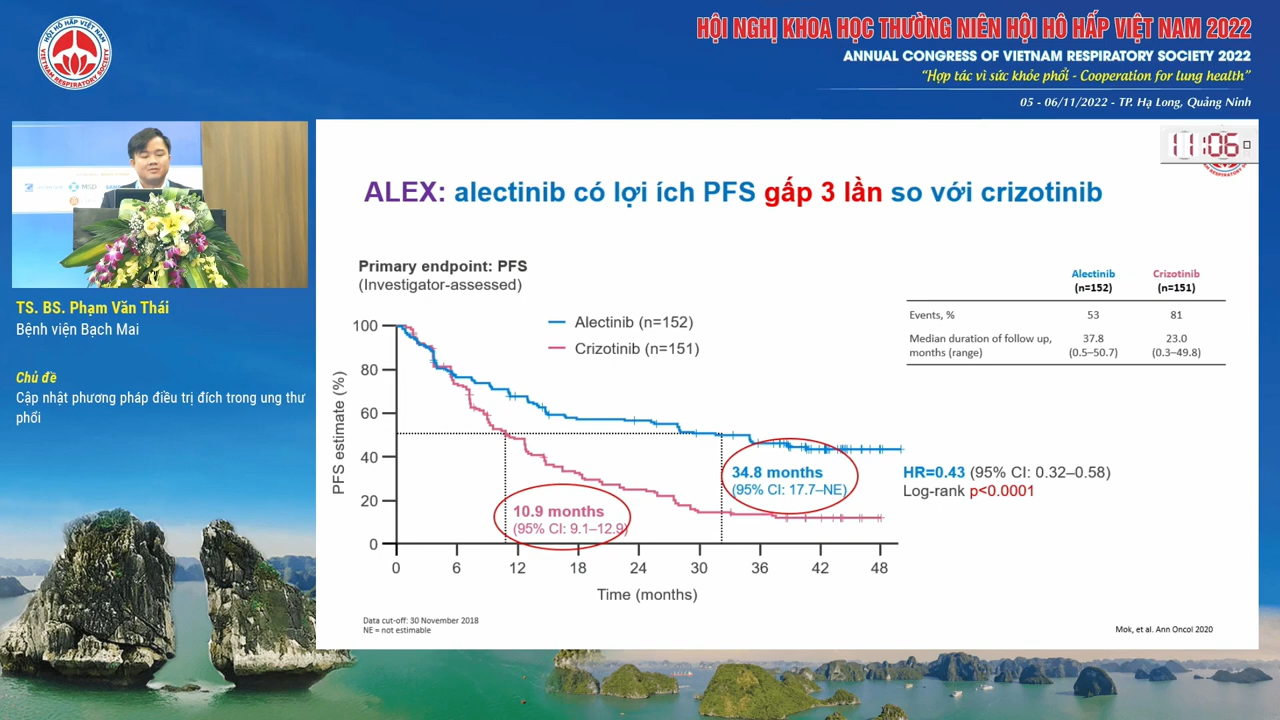 HỘI HÔ HẤP VIỆT NAM
VIETNAM RESPIRATORY SOCIETY
HỘI NGHỊ KHOA HỌC THƯỜNG NIÊN HỘI HÔ HẤP VIỆT NAM 2022
ANNUAL CONGRESS OF VIETNAM RESPIRATORY SOCIETY 2022
“Hợp tác vì sức khỏe phổi - Cooperation for lung health”
05 - 06/11/2022 - TP. Hạ Long, Quảng Ninh
MSD
TS. BS. Phạm Văn Thái
Bệnh viện Bạch Mai
Chủ đề
Cập nhật phương pháp điều trị đích trong ung thư
phổi
11:06
ALEX: alectinib có lợi ích PFS gấp 3 lần so với crizotinib
Primary endpoint: PFS
(Investigator-assessed)
Alectinib (n=152)
Crizotinib (n=151)
PFS estimate (%)
100
80
60
40
20
0
34.8 months
(95% CI: 17.7–NE)
10.9 months
(95% CI: 9.1–12.9)
0 6 12 18 24 30 36 42 48
Time (months)
Alectinib Crizotinib
(n=152) (n=151)
Events, % 53 81
Median duration of follow up, 37.8 23.0
months (range) (0.5–50.7) (0.3–49.8)
HR=0.43 (95% CI: 0.32–0.58)
Log-rank p<0.0001
Data cut-off: 30 November 2018
NE = not estimable
Mok, et al. Ann Oncol 2020